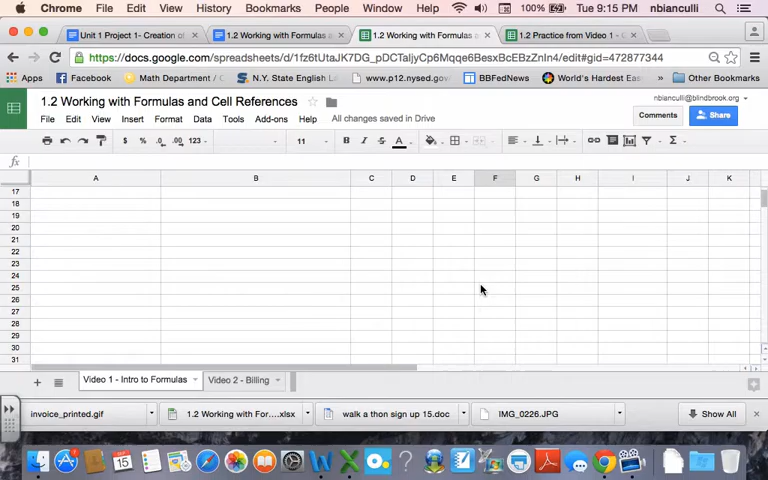 Chrome File Edit View History Bookmarks People Window Help 100% Tue 9:15 PM nbianculli
Unit 1 Project 1- Creation of 1.2 Working with Formulas a 1.2 Working with Formulas a 1.2 Practice from Video 1 - G
https://docs.google.com/spreadsheets/d/1fz6tUtaJK7DG_pDCTaljyCp6Mqqe6BesxBcEBzZnIn4/edit#gid=472877344
Apps Facebook Math Department / C N.Y. State English L www.p12.nysed.gov/ BBFedNews World's Hardest Eas Other Bookmarks
1.2 Working with Formulas and Cell References nbianculli@blindbrook.org
File Edit View Insert Format Data Tools Add-ons Help All changes saved in Drive Comments Share
$ % .0 .00 123 11 B I S A Σ
fx
A B C D E F G H I J K
17
18
19
20
21
22
23
24
25
26
27
28
29
30
31
+ Video 1 - Intro to Formulas Video 2 - Billing
invoice_printed.gif 1.2 Working with For....xlsx walk a thon sign up 15.doc IMG_0226.JPG Show All
15